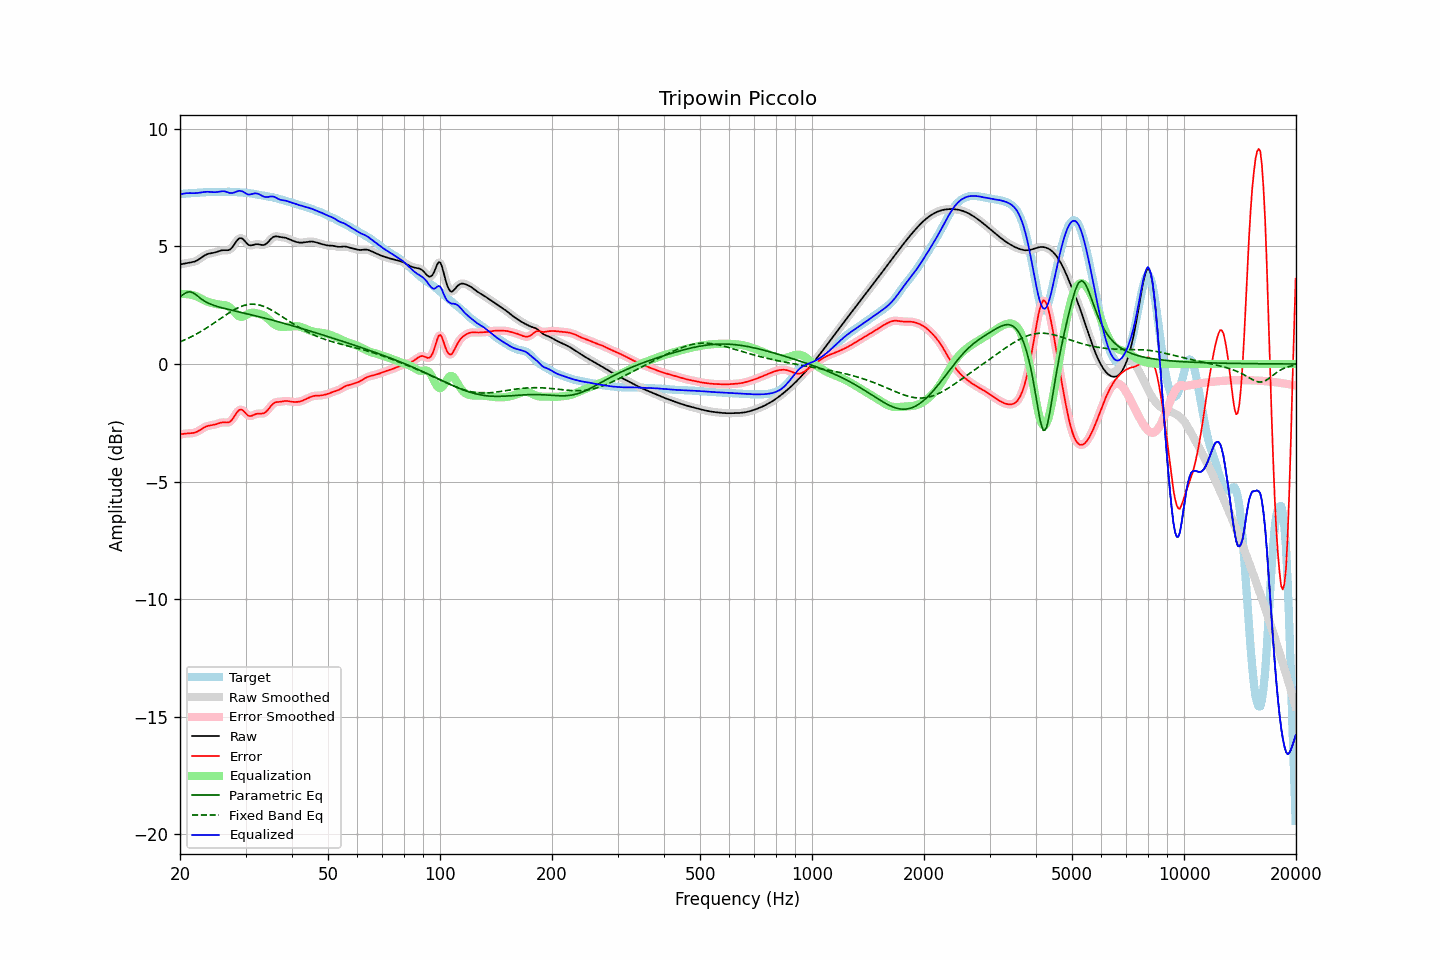 Tripowin Piccolo
10
5
0
−5
−10
−15
−20
Amplitude (dBr)
Target
Raw Smoothed
Error Smoothed
Raw
Error
Equalization
Parametric Eq
Fixed Band Eq
Equalized
20 50 100 200 500 1000 2000 5000 10000 20000
Frequency (Hz)